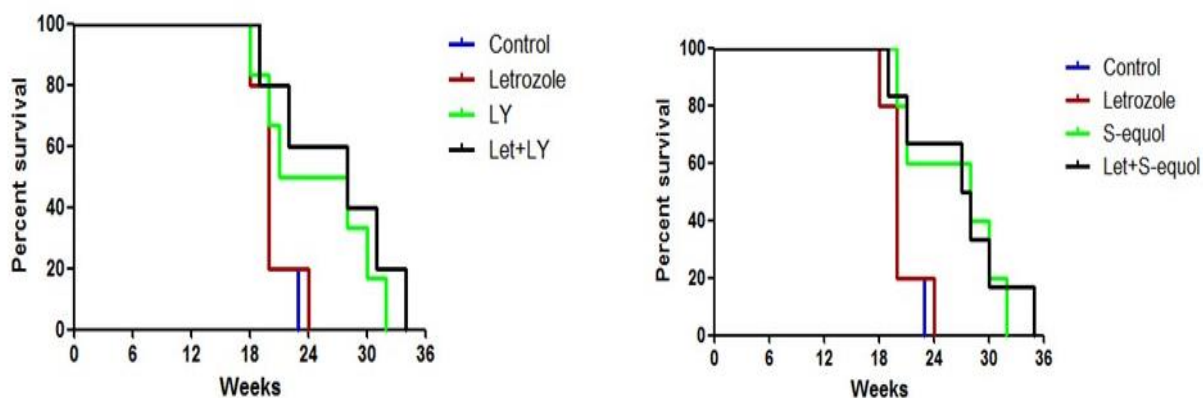 100
80
60
40
20
0
Percent survival
0 6 12 18 24 30 36
Weeks
Control
Letrozole
LY
Let+LY
100
80
60
40
20
0
Percent survival
0 6 12 18 24 30 36
Weeks
Control
Letrozole
S-equol
Let+S-equol